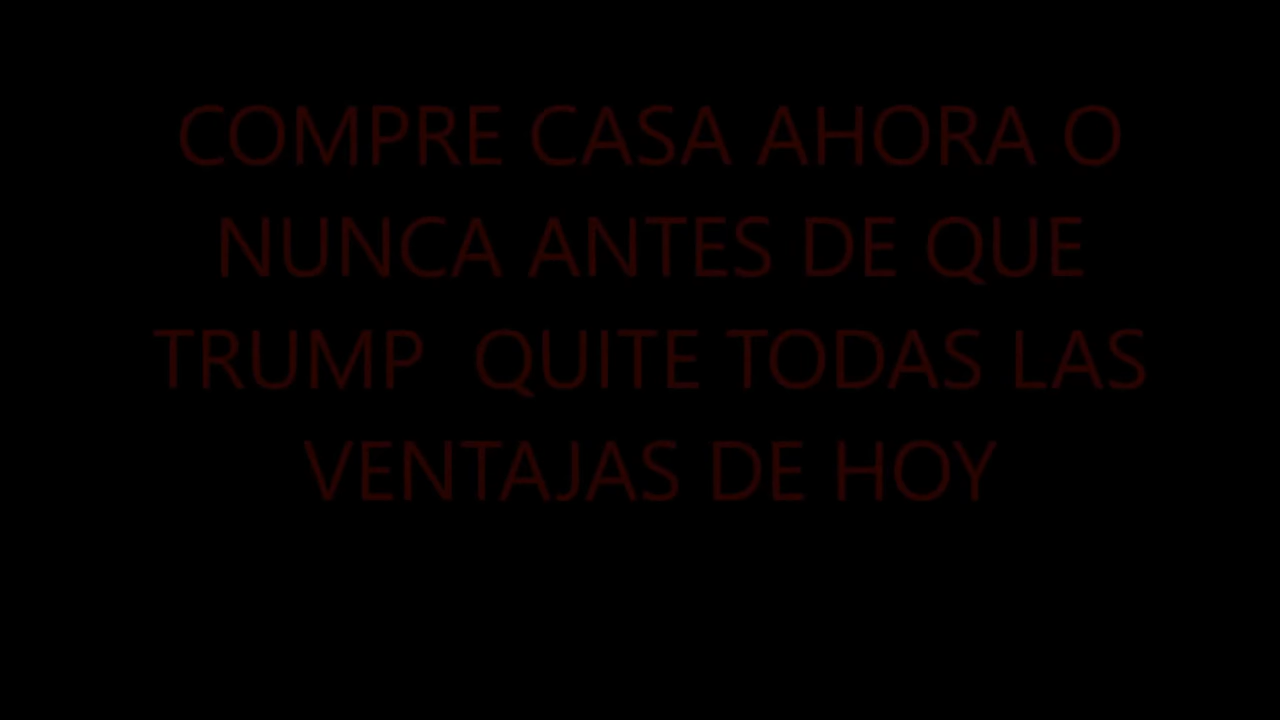 COMPRE CASA AHORA O
NUNCA ANTES DE QUE
TRUMP  QUITE TODAS LAS
VENTAJAS DE HOY